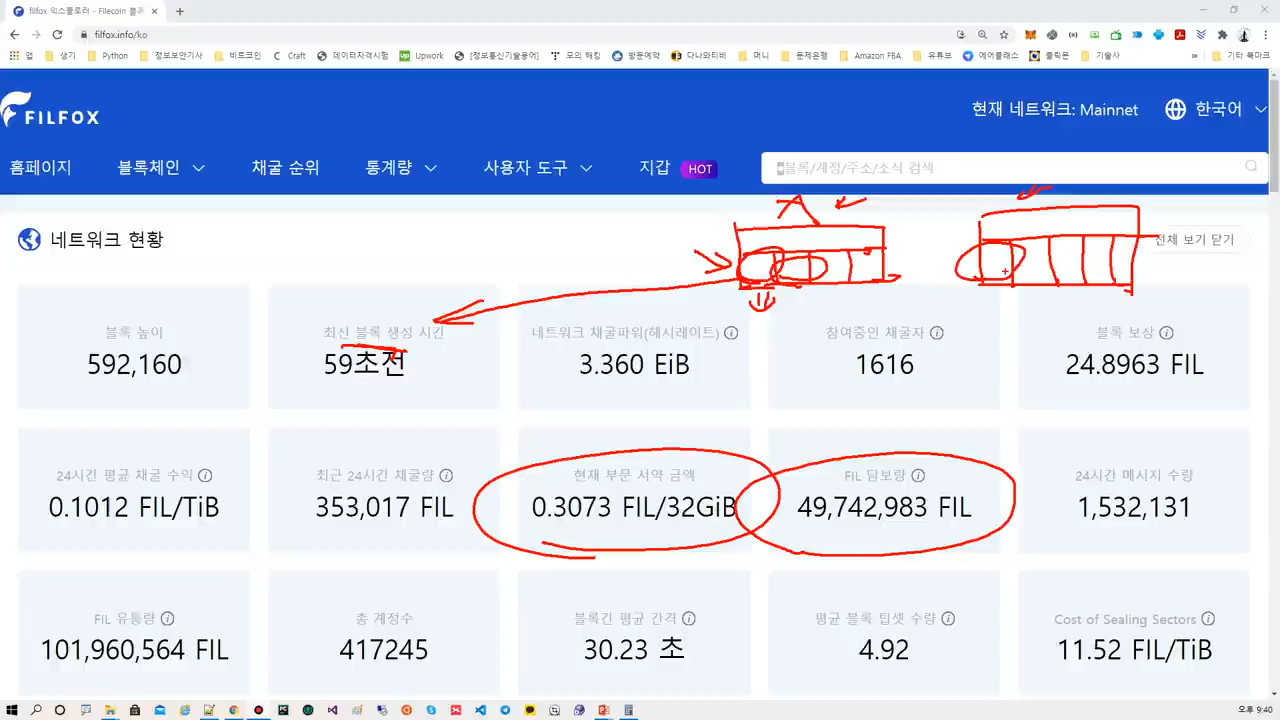 filfox 익스플로러 - Filecoin 블록
filfox.info/ko
앱 생기 Python 정보보안기사 비트코인 Craft 데이터자격시험 Upwork [정보통신기술용어] 모의 해킹 방문예약 다나와티비 머니 문제은행 Amazon FBA 유튜브 에어클래스 클릭문 기술사 » 기타 북마크
FILFOX
현재 네트워크: Mainnet 한국어
홈페이지 블록체인 채굴 순위 통계량 사용자 도구 지갑 HOT 블록/계정/주소/소식 검색
A
네트워크 현황 전체 보기 닫기
블록 높이 최신 블록 생성 시간 네트워크 채굴파워(헤시레이트) 참여중인 채굴자 블록 보상
592,160 59초전 3.360 EiB 1616 24.8963 FIL
24시간 평균 채굴 수익 최근 24시간 채굴량 현재 부문 서약 금액 FIL 담보량 24시간 메시지 수량
0.1012 FIL/TiB 353,017 FIL 0.3073 FIL/32GiB 49,742,983 FIL 1,532,131
FIL 유통량 총 계정수 블록간 평균 간격 평균 블록 팁셋 수량 Cost of Sealing Sectors
101,960,564 FIL 417245 30.23 초 4.92 11.52 FIL/TiB
오후 9:40